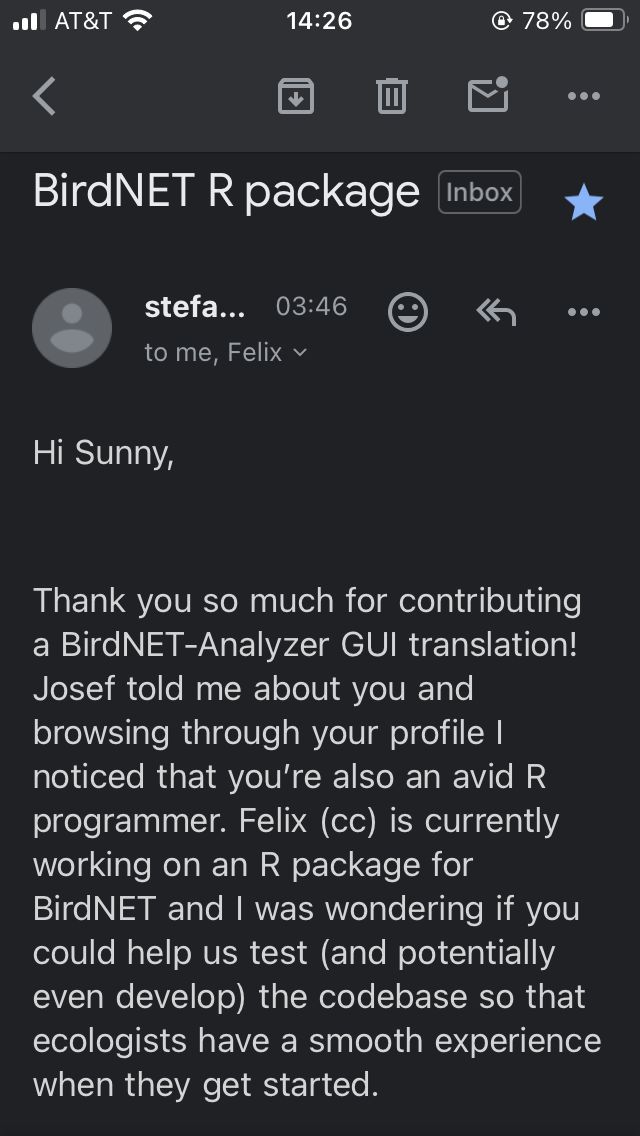 AT&T 14:26 78%
BirdNET R package Inbox
stefa... 03:46
to me, Felix
Hi Sunny,
Thank you so much for contributing
a BirdNET-Analyzer GUI translation!
Josef told me about you and
browsing through your profile I
noticed that you’re also an avid R
programmer. Felix (cc) is currently
working on an R package for
BirdNET and I was wondering if you
could help us test (and potentially
even develop) the codebase so that
ecologists have a smooth experience
when they get started.